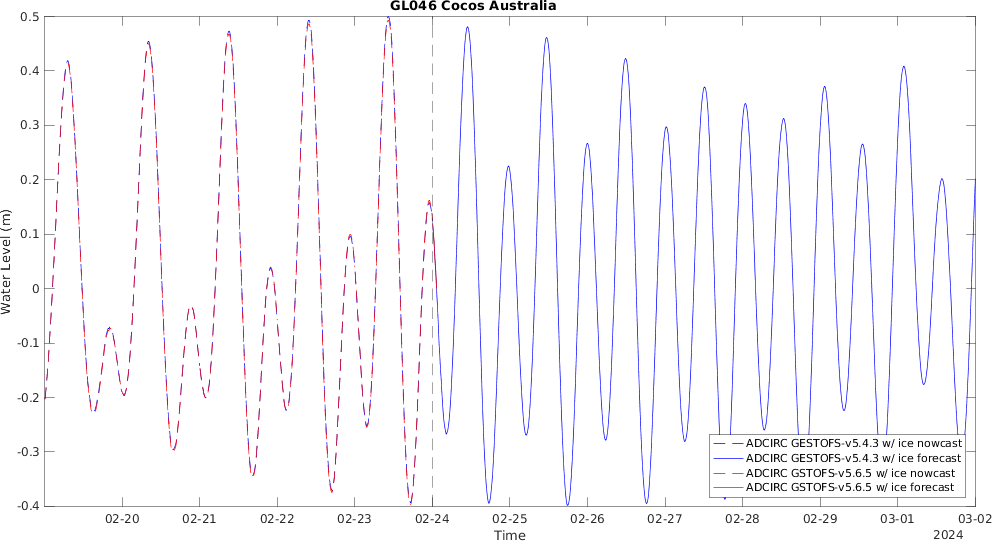 GL046 Cocos Australia
0.5
0.4
0.3
0.2
0.1
0
-0.1
-0.2
-0.3
-0.4
Water Level (m)
ADCIRC GESTOFS-v5.4.3 w/ ice nowcast
ADCIRC GESTOFS-v5.4.3 w/ ice forecast
ADCIRC GSTOFS-v5.6.5 w/ ice nowcast
ADCIRC GSTOFS-v5.6.5 w/ ice forecast
02-20 02-21 02-22 02-23 02-24 02-25 02-26 02-27 02-28 02-29 03-01 03-02
Time
2024